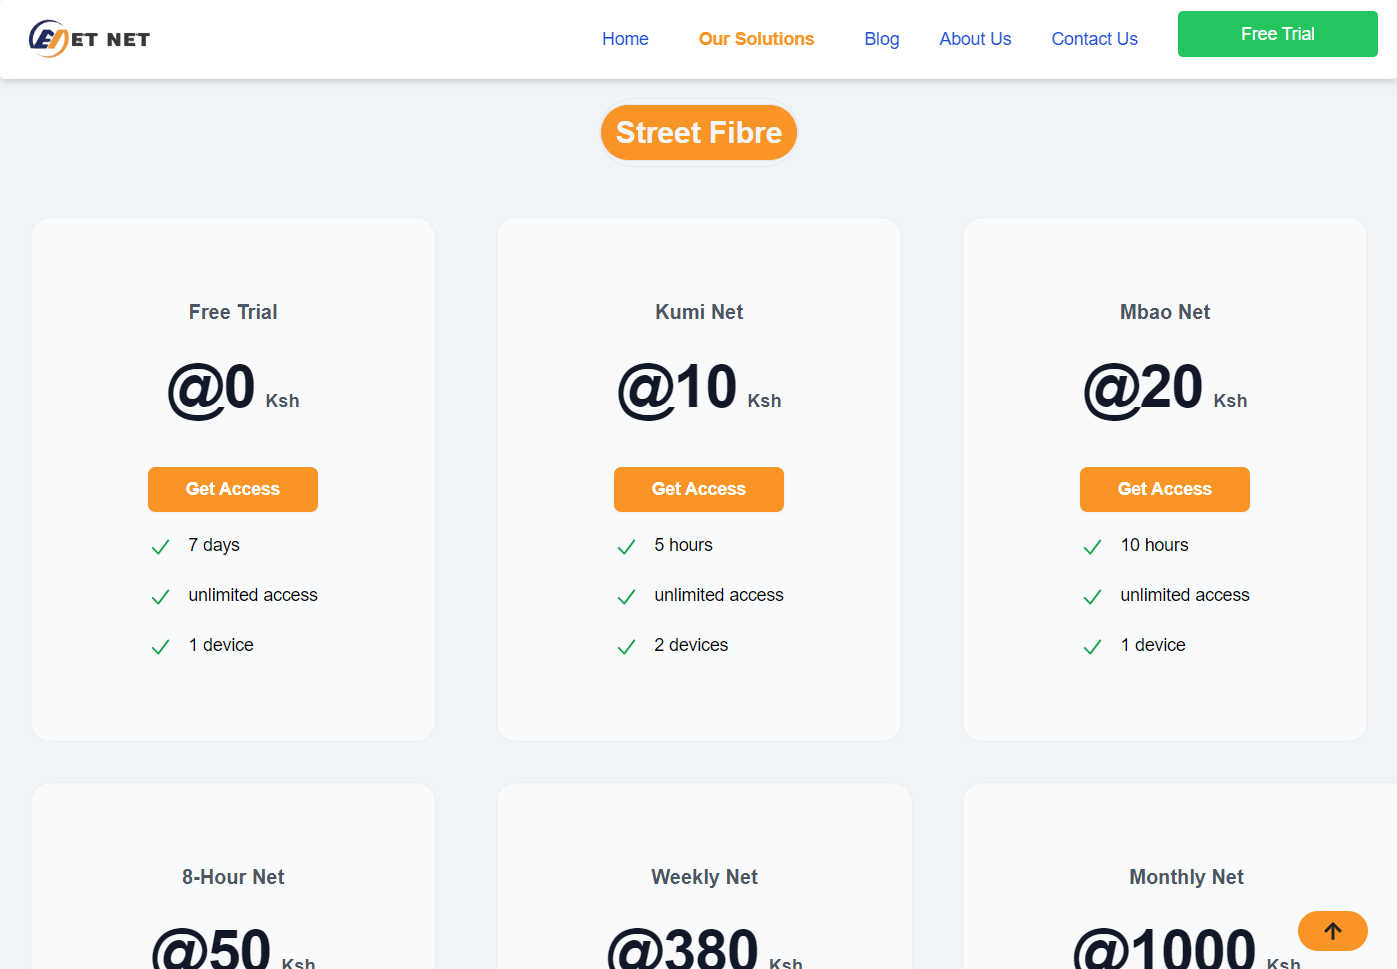 ET NET
Home
Our Solutions
Blog
About Us
Contact Us
Free Trial
Street Fibre
Free Trial
@0 Ksh
Get Access
7 days
unlimited access
1 device
Kumi Net
@10 Ksh
Get Access
5 hours
unlimited access
2 devices
Mbao Net
@20 Ksh
Get Access
10 hours
unlimited access
1 device
8-Hour Net
@50 Ksh
Weekly Net
@380 Ksh
Monthly Net
@1000 Ksh